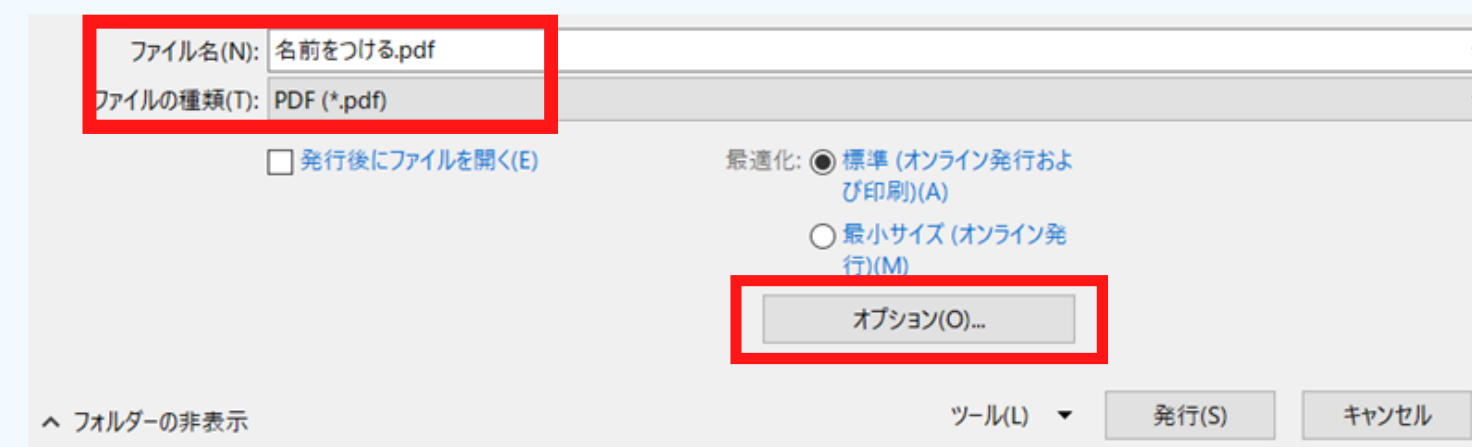 ファイル名(N): 名前をつける.pdf
ファイルの種類(T): PDF (*.pdf)
発行後にファイルを開く(E)
最適化: 標準 (オンライン発行およ
び印刷)(A)
最小サイズ (オンライン発
行)(M)
オプション(O)...
フォルダーの非表示 ツール(L) 発行(S) キャンセル